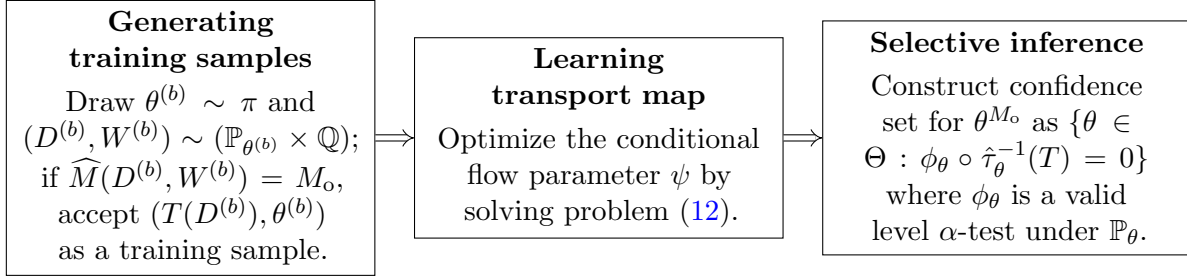 Generating
training samples
Draw θ^(b) ∼ π and
(D^(b), W^(b)) ∼ (ℙ_θ^(b) × ℚ);
if M̂(D^(b), W^(b)) = M_o,
accept (T(D^(b)), θ^(b))
as a training sample.
⟹
Learning
transport map
Optimize the conditional
flow parameter ψ by
solving problem (12).
⟹
Selective inference
Construct confidence
set for θ^M_o as {θ ∈
Θ : ϕ_θ ∘ τ̂_θ^−1(T) = 0}
where ϕ_θ is a valid
level α-test under ℙ_θ.